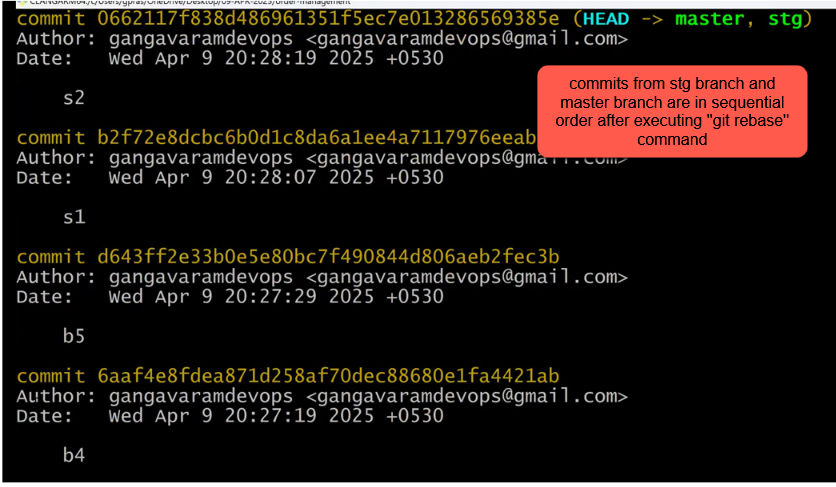 commit 0662117f838d486961351f5ec7e013286569385e (HEAD -> master, stg)
Author: gangavaramdevops <gangavaramdevops@gmail.com>
Date:   Wed Apr 9 20:28:19 2025 +0530
s2
commits from stg branch and
master branch are in sequential
order after executing "git rebase"
command
commit b2f72e8dcbc6b0d1c8da6a1ee4a7117976eeab
Author: gangavaramdevops <gangavaramdevops@gmail.com>
Date:   Wed Apr 9 20:28:07 2025 +0530
s1
commit d643ff2e33b0e5e80bc7f490844d806aeb2fec3b
Author: gangavaramdevops <gangavaramdevops@gmail.com>
Date:   Wed Apr 9 20:27:29 2025 +0530
b5
commit 6aaf4e8fdea871d258af70dec88680e1fa4421ab
Author: gangavaramdevops <gangavaramdevops@gmail.com>
Date:   Wed Apr 9 20:27:19 2025 +0530
b4